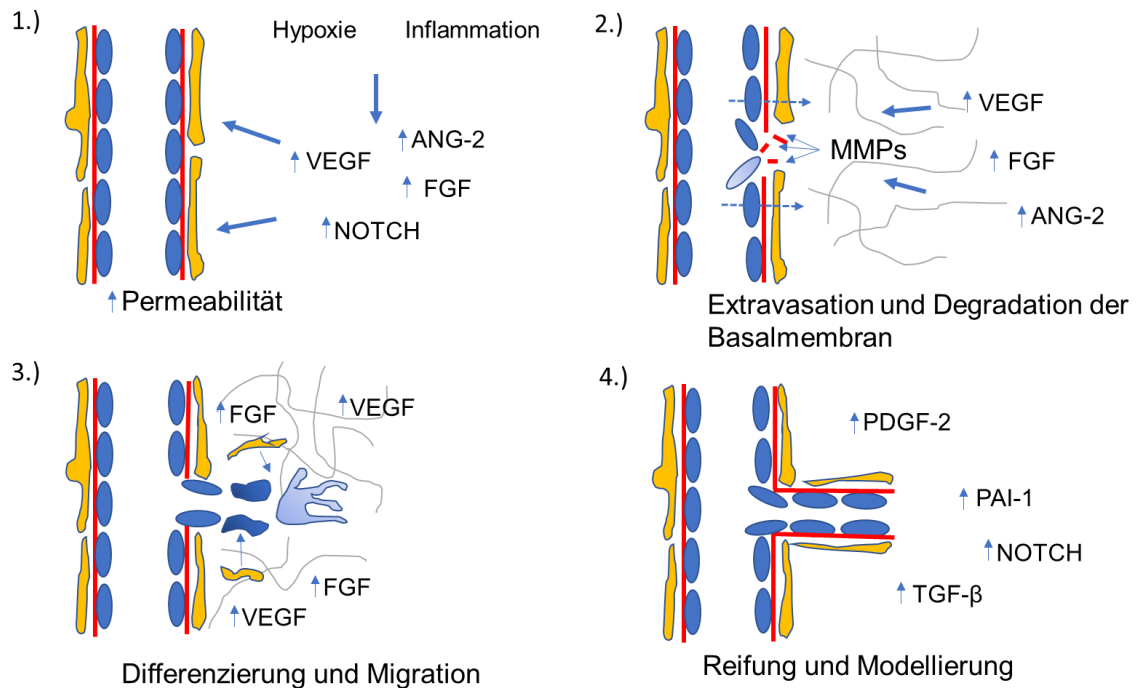 1.)
Hypoxie
Inflammation
ANG-2
VEGF
FGF
NOTCH
Permeabilität
2.)
VEGF
MMPs
FGF
ANG-2
Extravasation und Degradation der
Basalmembran
3.)
FGF
VEGF
FGF
VEGF
Differenzierung und Migration
4.)
PDGF-2
PAI-1
NOTCH
TGF-β
Reifung und Modellierung